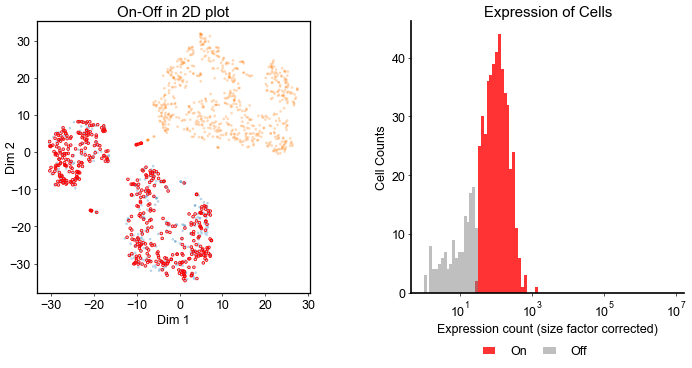 On-Off in 2D plot
Dim 2
30
20
10
0
−10
−20
−30
−30 −20 −10 0 10 20 30
Dim 1
Expression of Cells
Cell Counts
40
30
20
10
0
10^1 10^3 10^5 10^7
Expression count (size factor corrected)
On Off